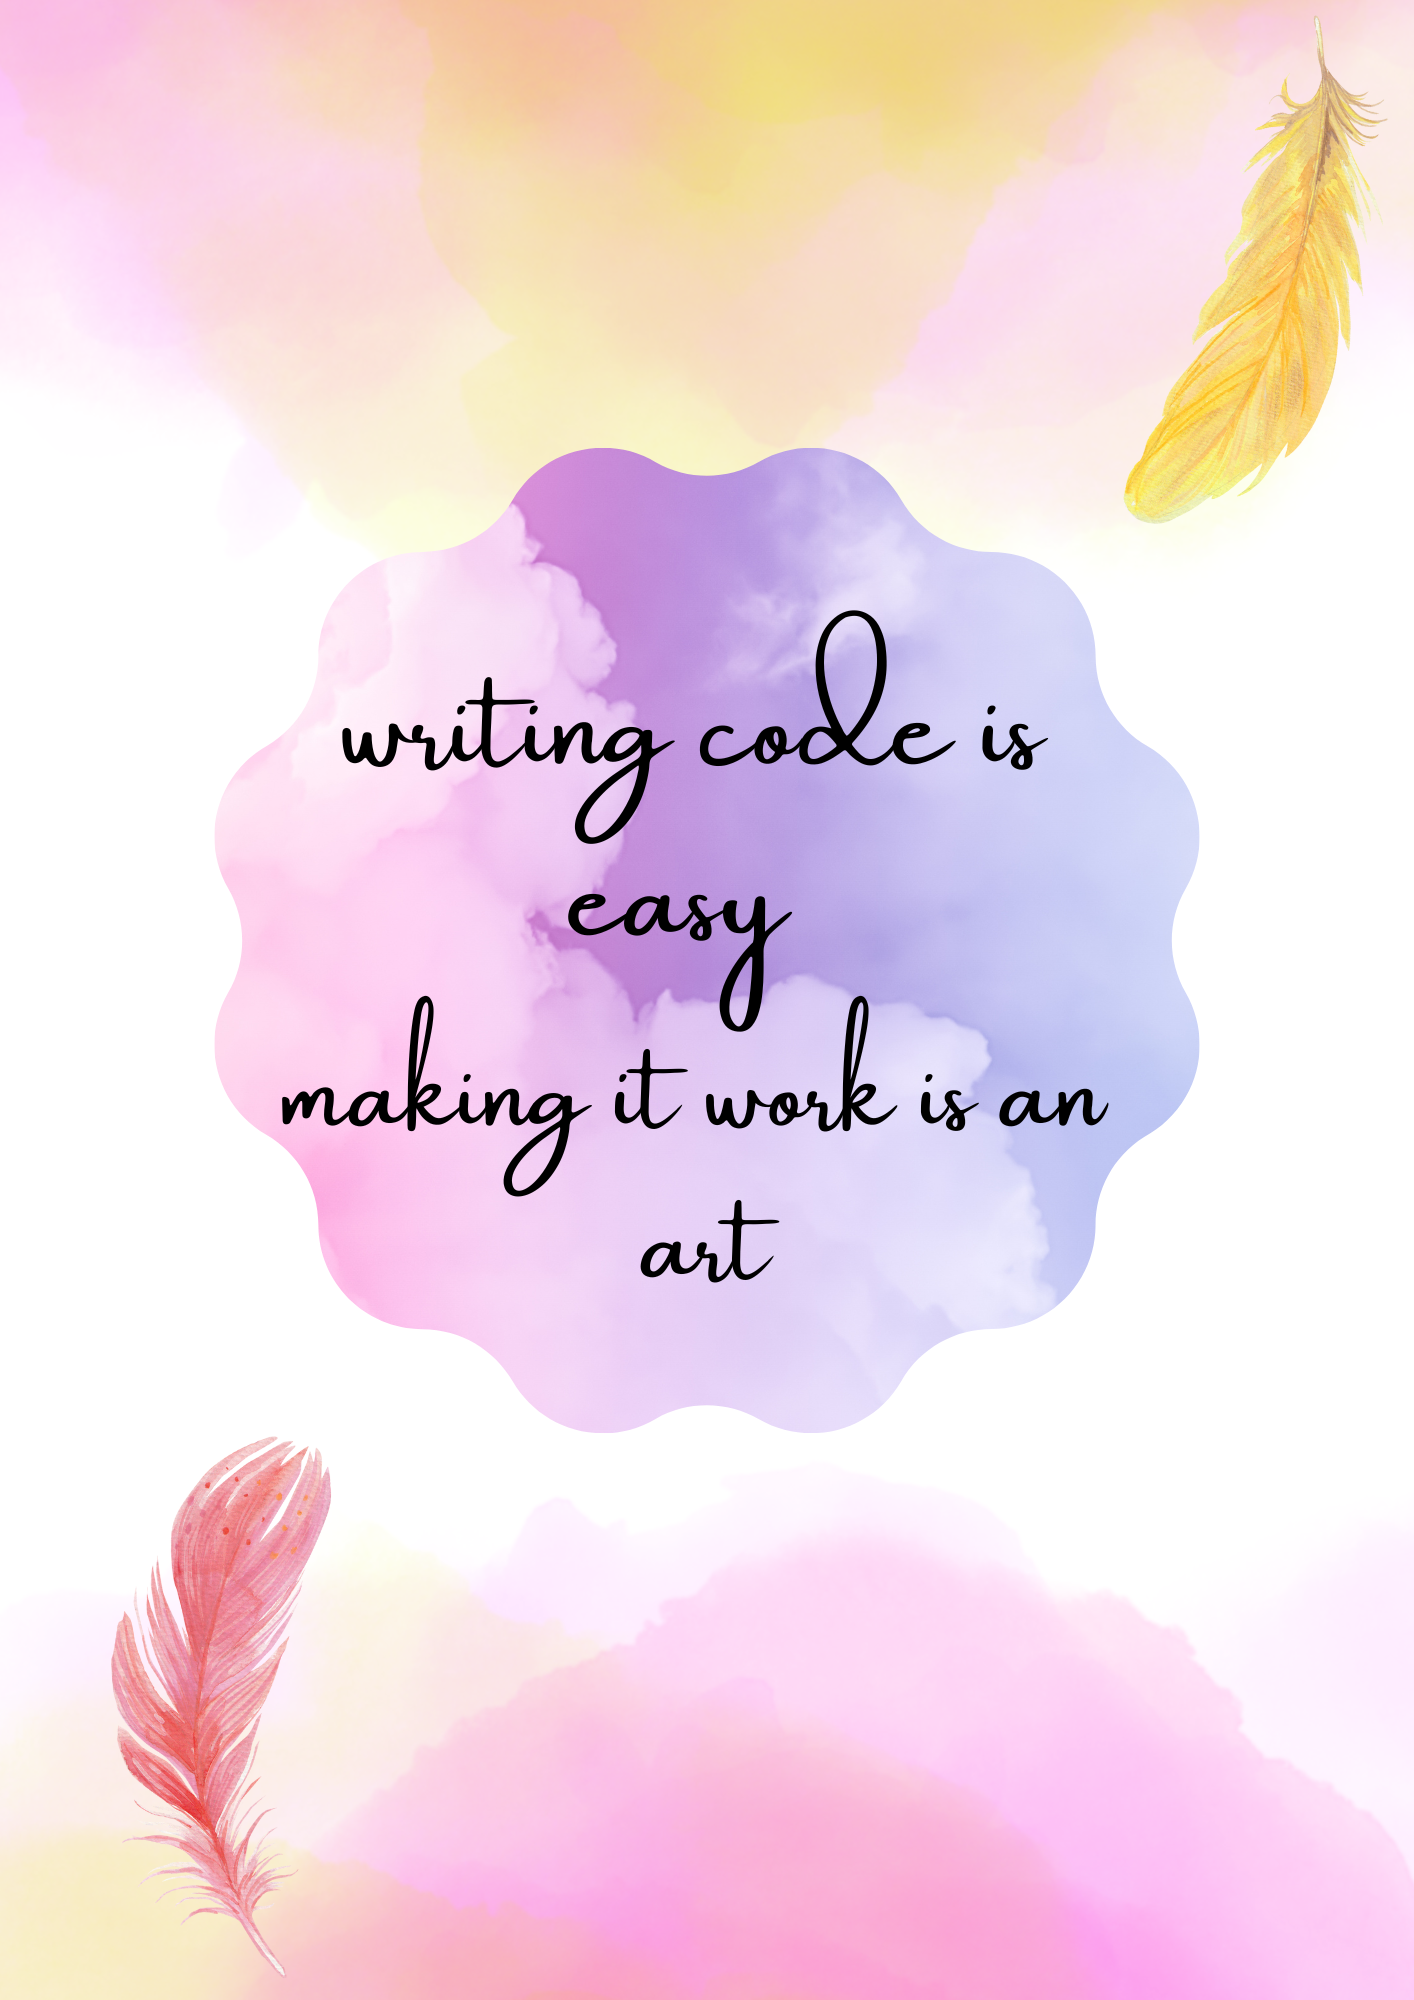 writing code is
easy
making it work is an
art